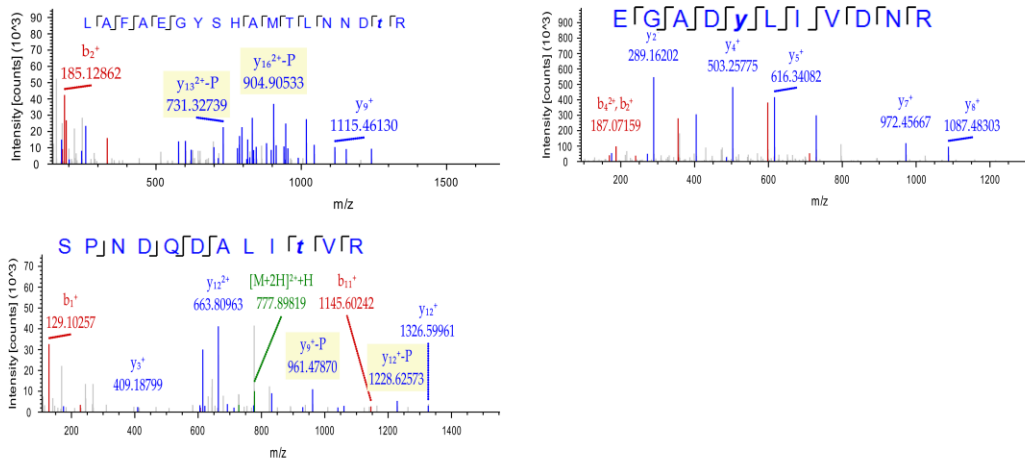 L A F A E G Y S H A M T L N N D t R
Intensity [counts] (10^3)
90
80
70
60
50
40
30
20
10
0
b2+
185.12862
y13 2+-P
731.32739
y16 2+-P
904.90533
y9+
1115.46130
500
1000
1500
m/z
E G A D y L I V D N R
Intensity [counts] (10^3)
900
800
700
600
500
400
300
200
100
0
b4 2+, b2+
187.07159
y2
289.16202
y4+
503.25775
y5+
616.34082
y7+
972.45667
y8+
1087.48303
200
400
600
800
1000
1200
m/z
S P N D Q D A L I t V R
Intensity [counts] (10^3)
70
60
50
40
30
20
10
0
b1+
129.10257
y3+
409.18799
y12 2+
663.80963
[M+2H]2++H
777.89819
y9+-P
961.47870
b11+
1145.60242
y12+-P
1228.62573
y12+
1326.59961
200
400
600
800
1000
1200
1400
m/z